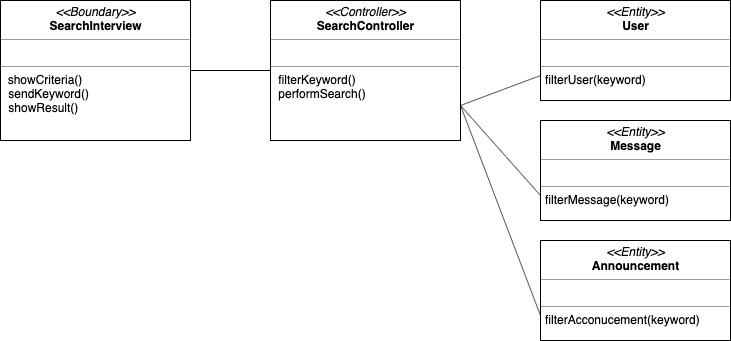 <<Boundary>>
SearchInterview
showCriteria()
sendKeyword()
showResult()
<<Controller>>
SearchController
filterKeyword()
performSearch()
<<Entity>>
User
filterUser(keyword)
<<Entity>>
Message
filterMessage(keyword)
<<Entity>>
Announcement
filterAcconucement(keyword)